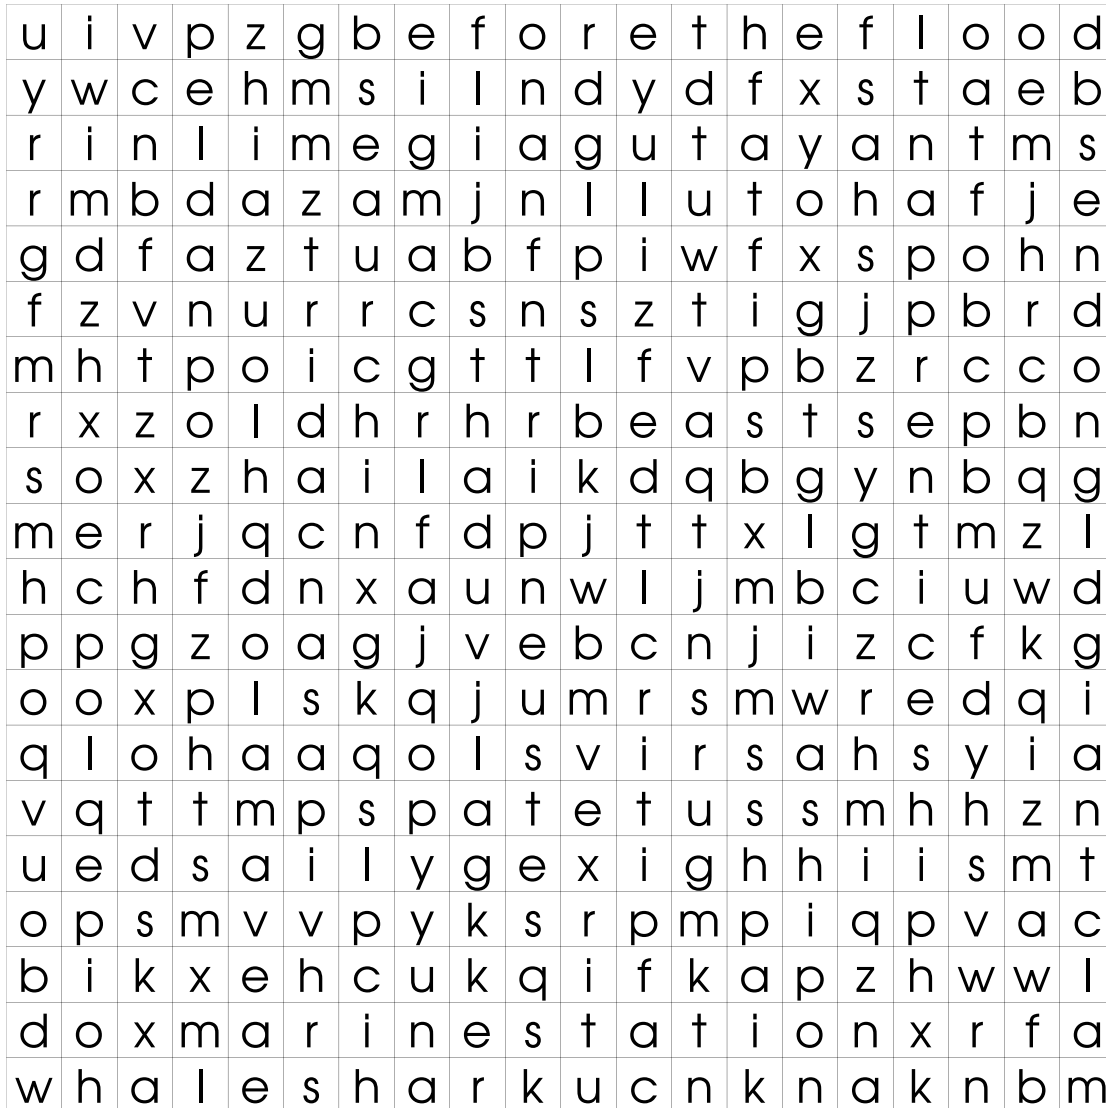 u i v p z g b e f o r e t h e f l o o d
y w c e h m s i l n d y d f x s t a e b
r i n l i m e g i a g u t a y a n t m s
r m b d a z a m j n l l u t o h a f j e
g d f a z t u a b f p i w f x s p o h n
f z v n u r r c s n s z t i g j p b r d
m h t p o i c g t t l f v p b z r c c o
r x z o l d h r h r b e a s t s e p b n
s o x z h a i l a i k d q b g y n b q g
m e r j q c n f d p j t t x l g t m z l
h c h f d n x a u n w l j m b c i u w d
p p g z o a g j v e b c n j i z c f k g
o o x p l s k q j u m r s m w r e d q i
q l o h a a q o l s v i r s a h s y i a
v q t t m p s p a t e t u s s m h h z n
u e d s a i l y g e x i g h h i i s m t
o p s m v v p y k s r p m p i q p v a c
b i k x e h c u k q i f k a p z h w w l
d o x m a r i n e s t a t i o n x r f a
w h a l e s h a r k u c n k n a k n b m